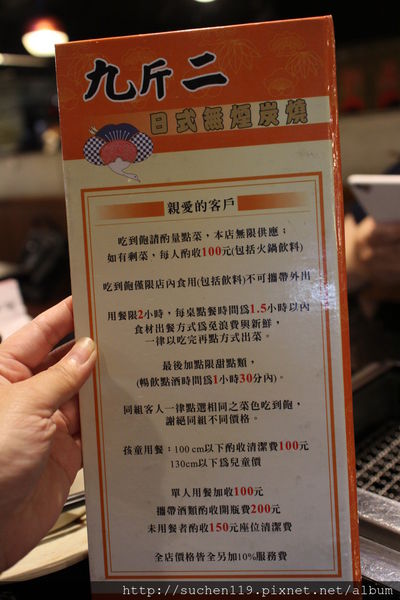 九斤二
日式無煙炭燒
親愛的客戶
吃到飽請酌量點菜，本店無限供應；
如有剩菜，每人酌收100元(包括火鍋飲料)
吃到飽僅限店內食用(包括飲料)不可攜帶外出
用餐限2小時，每桌點餐時間為1.5小時以內
食材出餐方式為免浪費與新鮮，
一律以吃完再點方式出菜。
最後加點限甜點類，
(暢飲點酒時間為1小時30分內)。
同組客人一律點選相同之菜色吃到飽，
謝絕同組不同價格。
孩童用餐：100cm以下酌收清潔費100元
130cm以下為兒童價
單人用餐加收100元
攜帶酒類酌收開瓶費200元
未用餐者酌收150元座位清潔費
全店價格皆全另加10%服務費
http://suchen119.pixnet.net/album